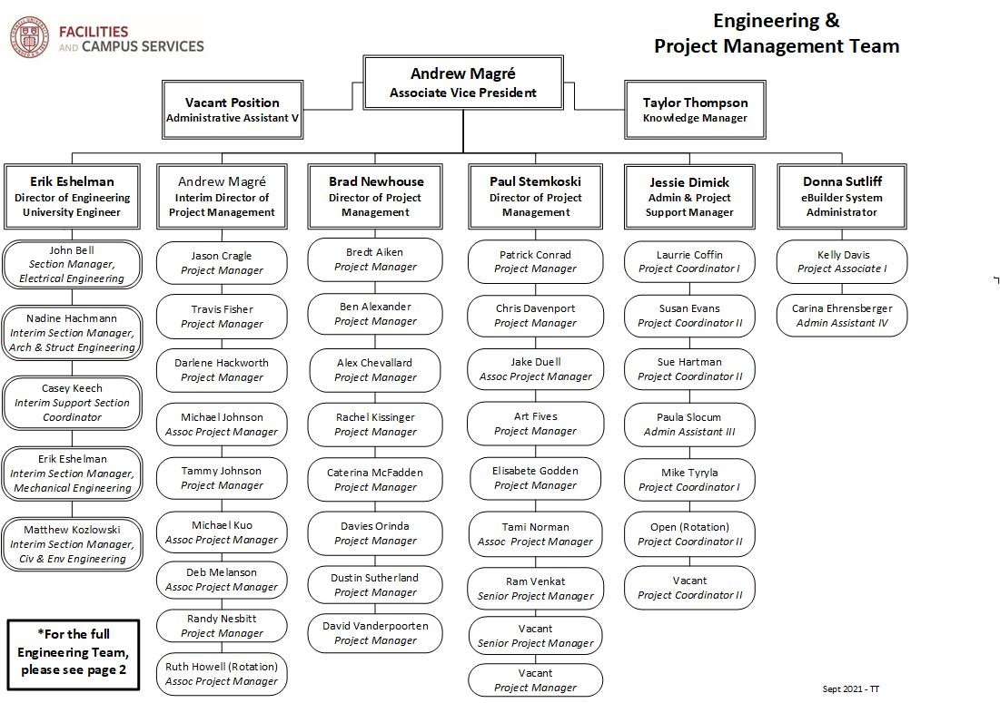 FACILITIES
AND CAMPUS SERVICES
Engineering &
Project Management Team
Andrew Magré
Associate Vice President
Vacant Position
Administrative Assistant V
Taylor Thompson
Knowledge Manager
Erik Eshelman
Director of Engineering
University Engineer
John Bell
Section Manager,
Electrical Engineering
Nadine Hachmann
Interim Section Manager,
Arch & Struct Engineering
Casey Keech
Interim Support Section
Coordinator
Erik Eshelman
Interim Section Manager,
Mechanical Engineering
Matthew Kozlowski
Interim Section Manager,
Civ & Env Engineering
*For the full
Engineering Team,
please see page 2
Andrew Magré
Interim Director of
Project Management
Jason Cragle
Project Manager
Travis Fisher
Project Manager
Darlene Hackworth
Project Manager
Michael Johnson
Assoc Project Manager
Tammy Johnson
Project Manager
Michael Kuo
Assoc Project Manager
Deb Melanson
Assoc Project Manager
Randy Nesbitt
Project Manager
Ruth Howell (Rotation)
Assoc Project Manager
Brad Newhouse
Director of Project
Management
Bredt Aiken
Project Manager
Ben Alexander
Project Manager
Alex Chevallard
Project Manager
Rachel Kissinger
Project Manager
Caterina McFadden
Project Manager
Davies Orinda
Project Manager
Dustin Sutherland
Project Manager
David Vanderpoorten
Project Manager
Paul Stemkoski
Director of Project
Management
Patrick Conrad
Project Manager
Chris Davenport
Project Manager
Jake Duell
Assoc Project Manager
Art Fives
Project Manager
Elisabete Godden
Project Manager
Tami Norman
Assoc Project Manager
Ram Venkat
Senior Project Manager
Vacant
Senior Project Manager
Vacant
Project Manager
Jessie Dimick
Admin & Project
Support Manager
Laurrie Coffin
Project Coordinator I
Susan Evans
Project Coordinator II
Sue Hartman
Project Coordinator II
Paula Slocum
Admin Assistant III
Mike Tyryla
Project Coordinator I
Open (Rotation)
Project Coordinator II
Vacant
Project Coordinator II
Donna Sutliff
eBuilder System
Administrator
Kelly Davis
Project Associate I
Carina Ehrensberger
Admin Assistant IV
Sept 2021 - TT